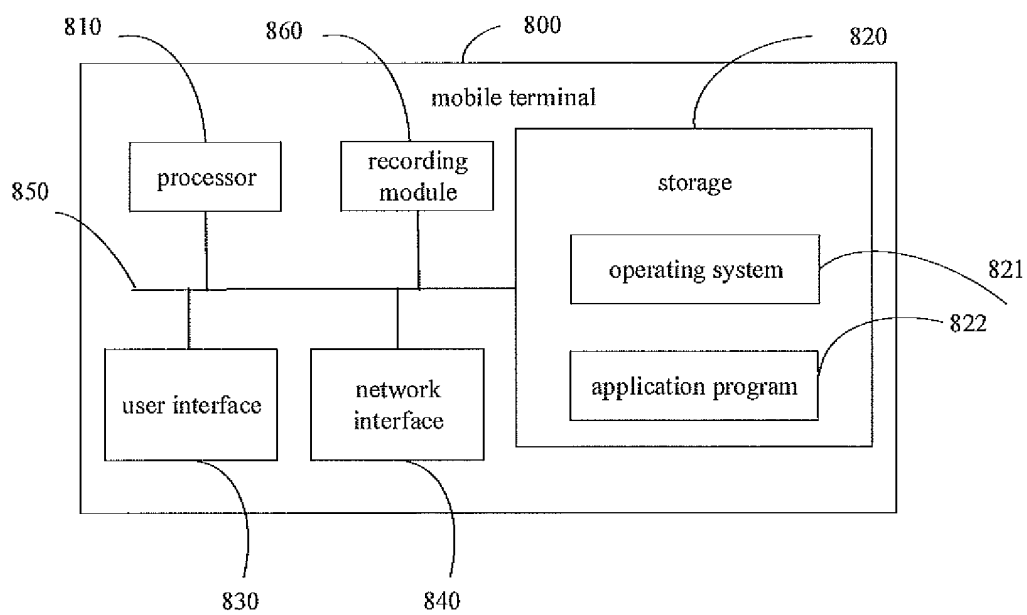 810
860
800
820
mobile terminal
processor
recording
module
storage
850
operating system
821
822
application program
user interface
network
interface
830
840